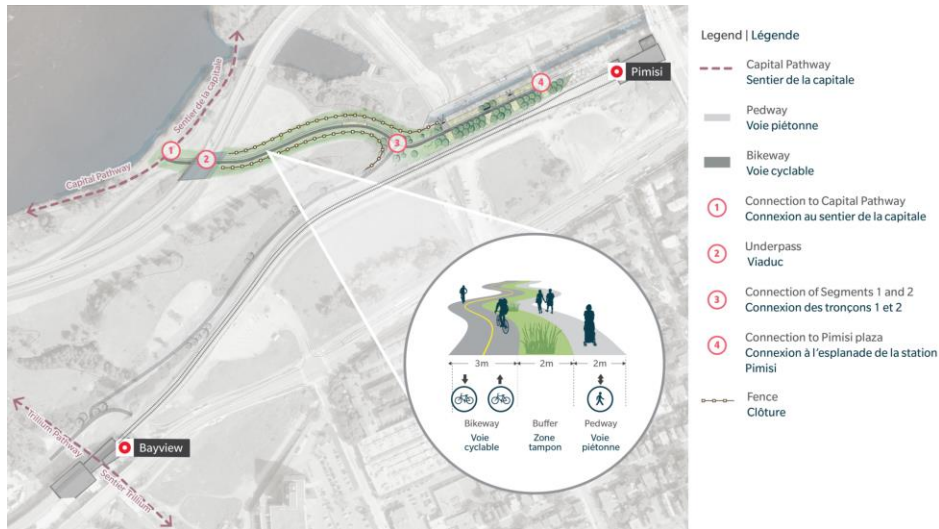 Sentier de la capitale
Capital Pathway
1
2
3
4
Pimisi
3m
2m
2m
Bikeway
Voie
cyclable
Buffer
Zone
tampon
Pedway
Voie
piétonne
Trillium Pathway
Sentier Trillium
Bayview
Legend | Légende
Capital Pathway
Sentier de la capitale
Pedway
Voie piétonne
Bikeway
Voie cyclable
1
Connection to Capital Pathway
Connexion au sentier de la capitale
2
Underpass
Viaduc
3
Connection of Segments 1 and 2
Connexion des tronçons 1 et 2
4
Connection to Pimisi plaza
Connexion à l'esplanade de la station
Pimisi
Fence
Clôture